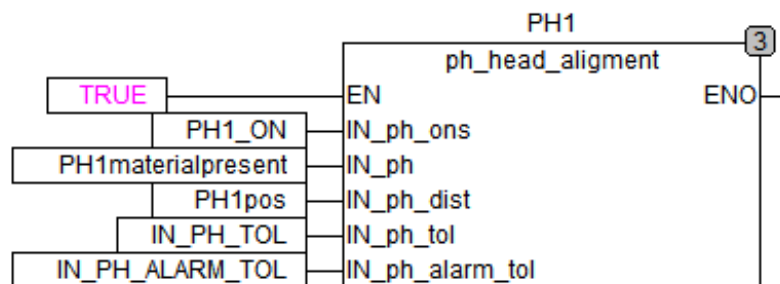 PH1
3
ph_head_aligment
TRUE EN ENO
PH1_ON IN_ph_ons
PH1materialpresent IN_ph
PH1pos IN_ph_dist
IN_PH_TOL IN_ph_tol
IN_PH_ALARM_TOL IN_ph_alarm_tol